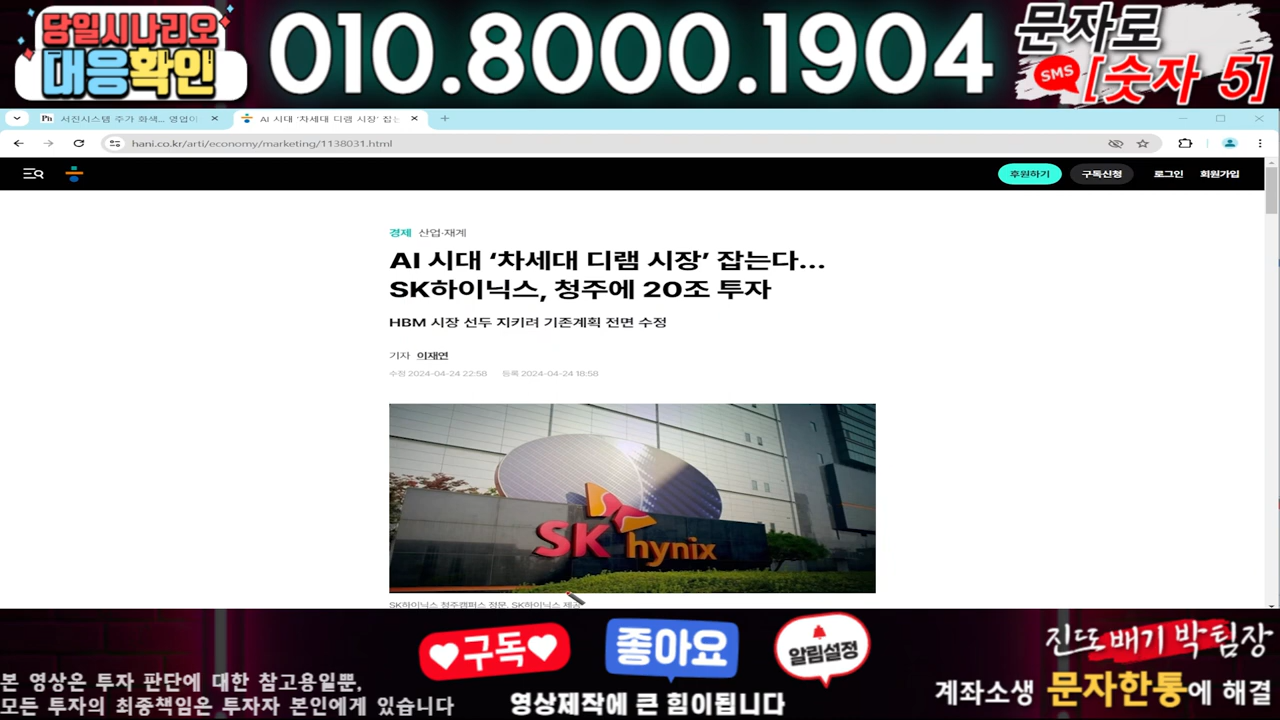 당일시나리오
대응확인
010.8000.1904
문자로
SMS [숫자 5]
서진시스템 주가 화색... 영업이
AI 시대 '차세대 디램 시장' 잡는
hani.co.kr/arti/economy/marketing/1138031.html
후원하기 구독신청 로그인 회원가입
경제 산업·재계
AI 시대 ‘차세대 디램 시장’ 잡는다…
SK하이닉스, 청주에 20조 투자
HBM 시장 선두 지키려 기존계획 전면 수정
기자 이재연
수정 2024-04-24 22:58 등록 2024-04-24 18:58
SK hynix
SK하이닉스 청주캠퍼스 정문. SK하이닉스 제공
구독 좋아요 알림설정
영상제작에 큰 힘이됩니다
본 영상은 투자 판단에 대한 참고용일뿐,
모든 투자의 최종책임은 투자자 본인에게 있습니다
진또배기 박팀장
계좌소생 문자한통에 해결